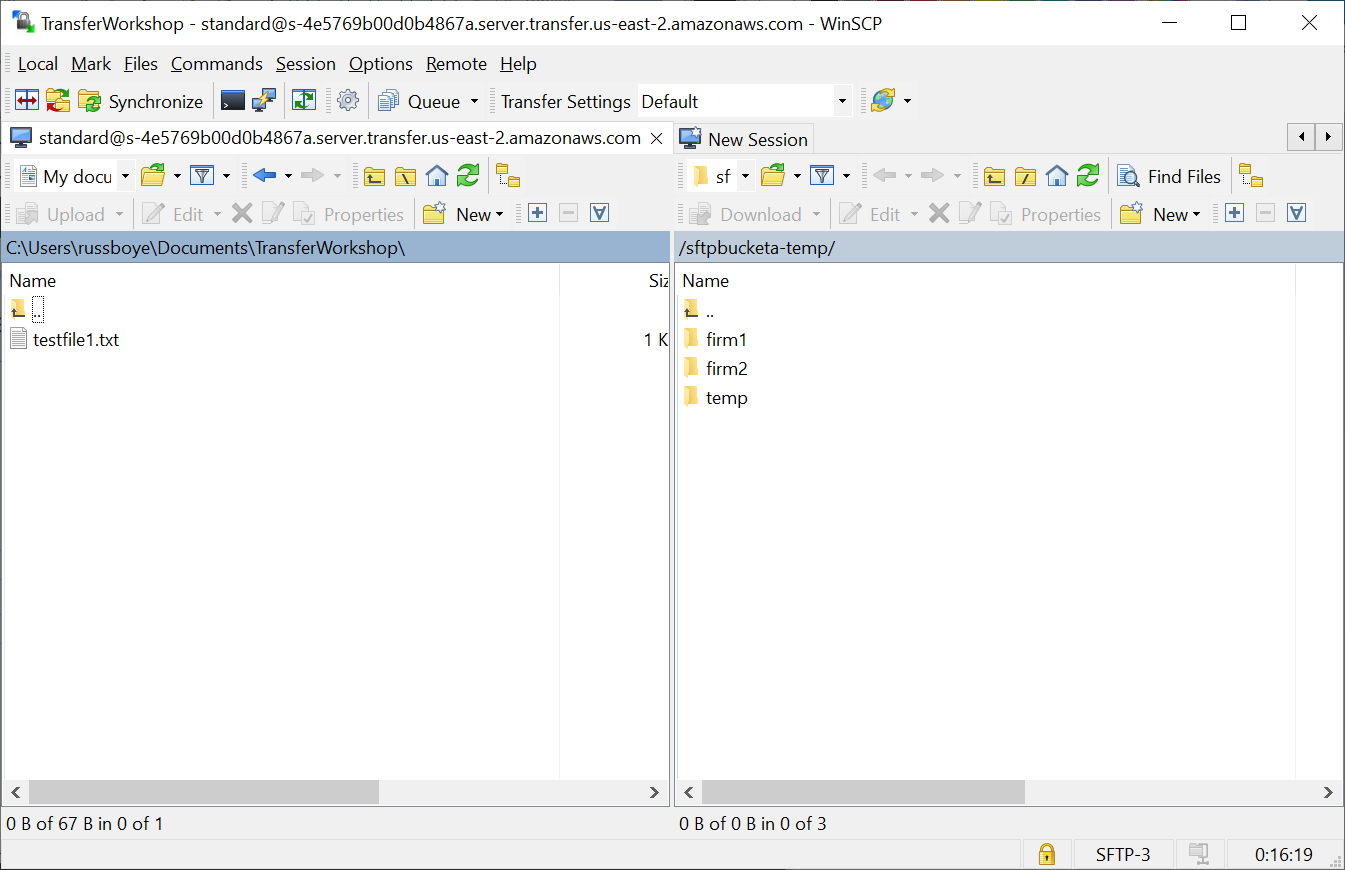 TransferWorkshop - standard@s-4e5769b00d0b4867a.server.transfer.us-east-2.amazonaws.com - WinSCP
Local Mark Files Commands Session Options Remote Help
Synchronize Queue Transfer Settings Default
standard@s-4e5769b00d0b4867a.server.transfer.us-east-2.amazonaws.com New Session
My docu sf Find Files
Upload Edit Properties New Download Edit Properties New
C:\Users\russboye\Documents\TransferWorkshop\ /sftpbucketa-temp/
Name Siz Name
.. ..
testfile1.txt 1 K firm1
firm2
temp
0 B of 67 B in 0 of 1 0 B of 0 B in 0 of 3
SFTP-3 0:16:19